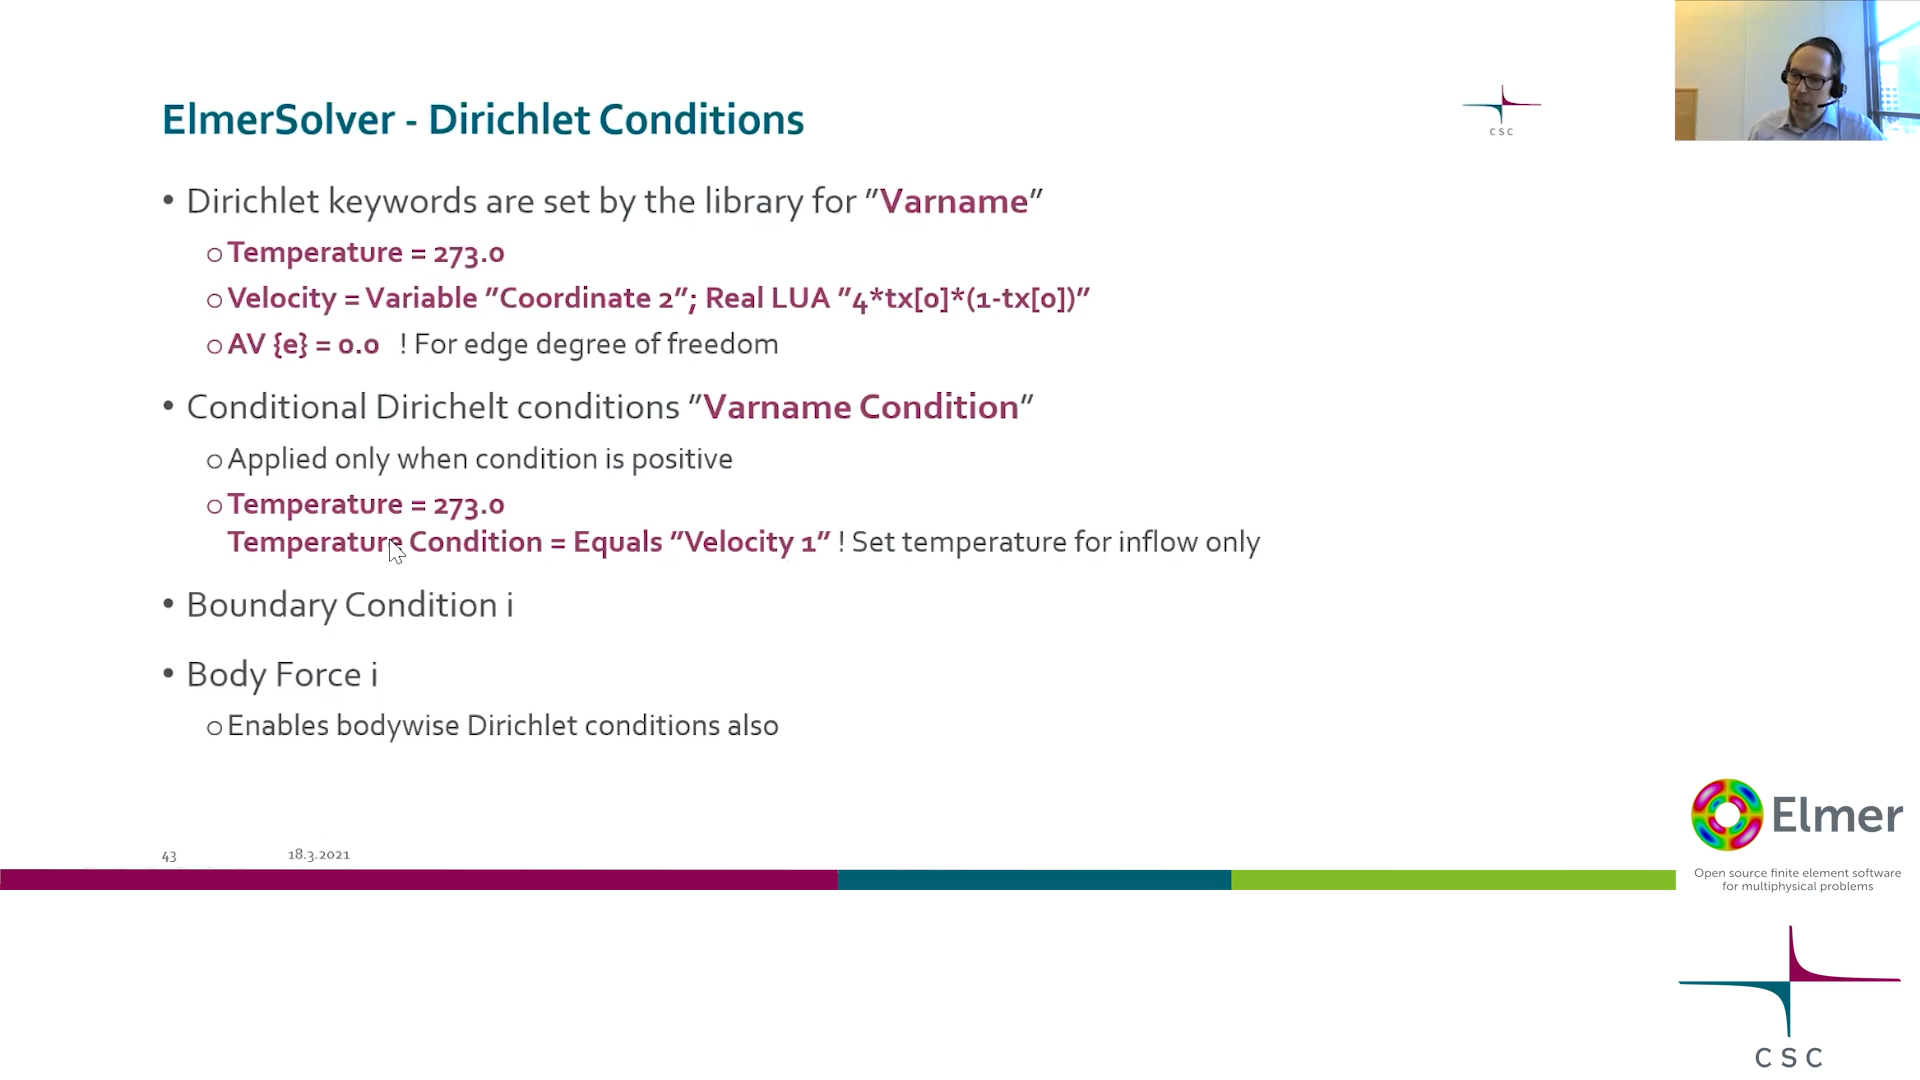 ElmerSolver - Dirichlet Conditions
CSC
• Dirichlet keywords are set by the library for ”Varname”
○ Temperature = 273.0
○ Velocity = Variable ”Coordinate 2”; Real LUA ”4*tx[0]*(1-tx[0])”
○ AV {e} = 0.0 ! For edge degree of freedom
• Conditional Dirichelt conditions ”Varname Condition”
○ Applied only when condition is positive
○ Temperature = 273.0
Temperature Condition = Equals ”Velocity 1” ! Set temperature for inflow only
• Boundary Condition i
• Body Force i
○ Enables bodywise Dirichlet conditions also
43 18.3.2021
Elmer
Open source finite element software
for multiphysical problems
CSC